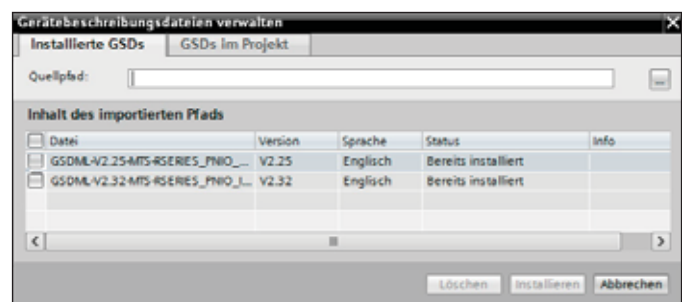 Gerätebeschreibungsdateien verwalten
Installierte GSDs GSDs im Projekt
Quellpfad:
Inhalt des importierten Pfads
Datei Version Sprache Status Info
GSDML-V2.25-MTS-RSERIES_PNIO_... V2.25 Englisch Bereits installiert
GSDML-V2.32-MTS-RSERIES_PNIO_I... V2.32 Englisch Bereits installiert
Löschen Installieren Abbrechen